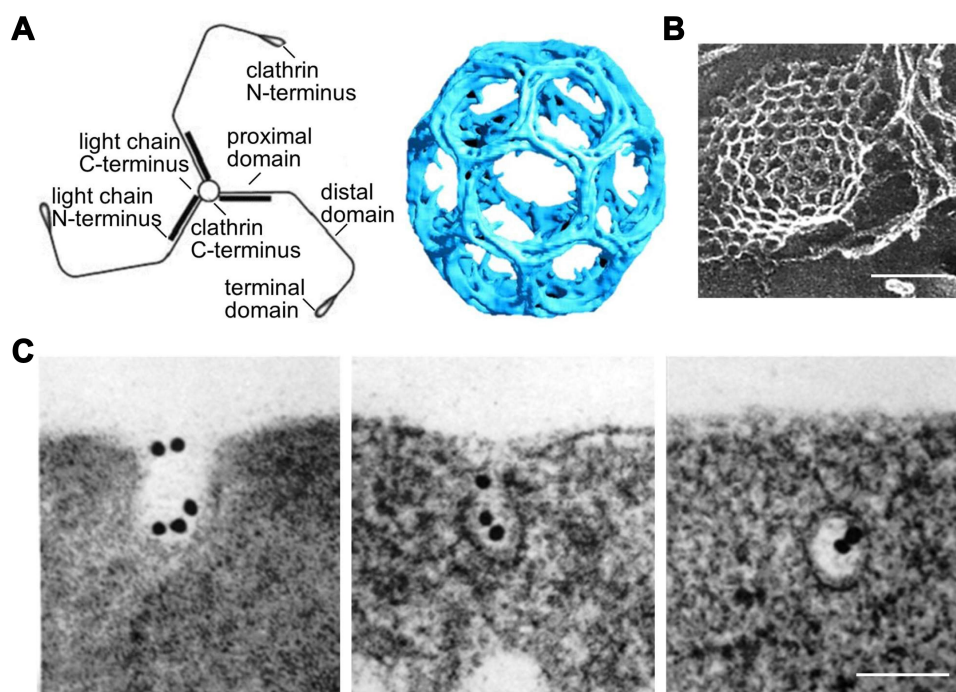 A
clathrin
N-terminus
light chain
C-terminus
proximal
domain
light chain
N-terminus
clathrin
C-terminus
distal
domain
terminal
domain
B
C